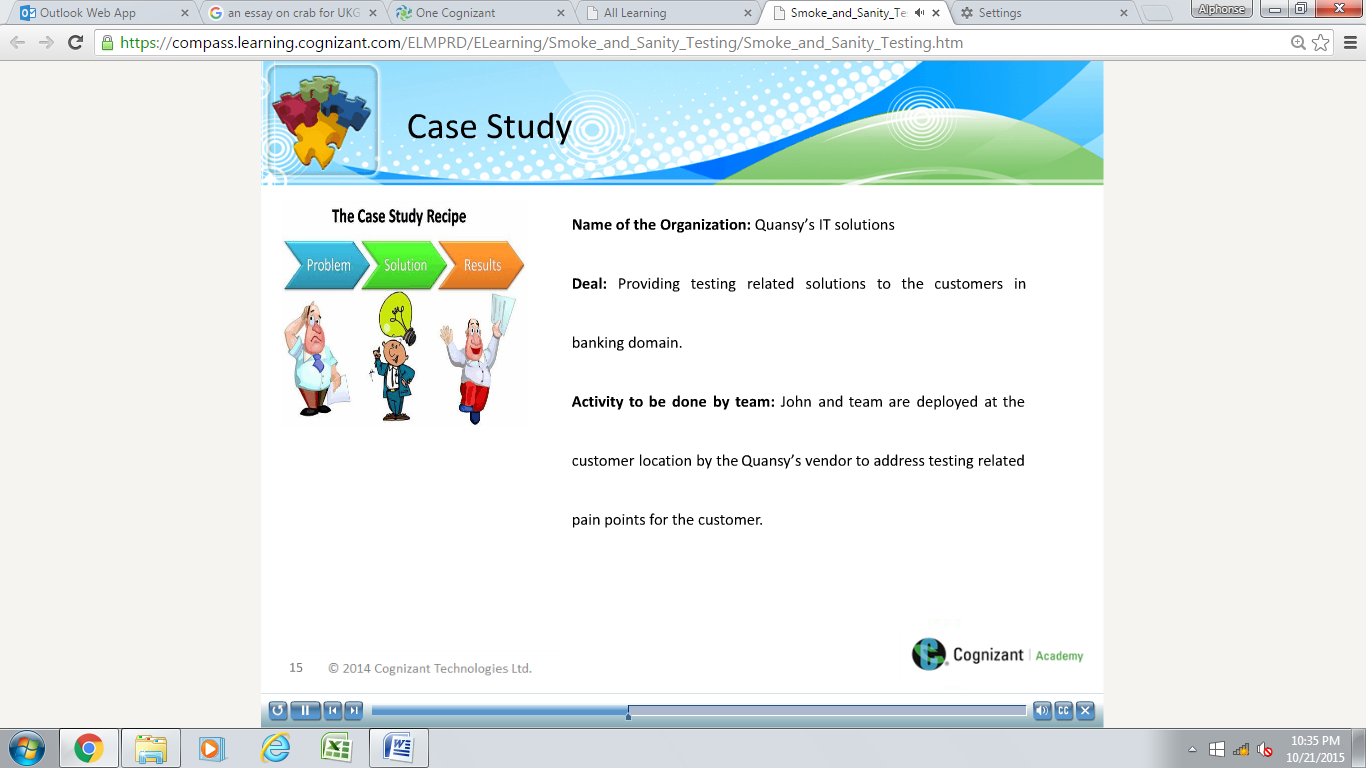 Outlook Web App
an essay on crab for UKG
One Cognizant
All Learning
Smoke_and_Sanity_Te
Settings
Alphonse
https://compass.learning.cognizant.com/ELMPRD/ELearning/Smoke_and_Sanity_Testing/Smoke_and_Sanity_Testing.htm
Case Study
The Case Study Recipe
Problem
Solution
Results
Name of the Organization: Quansy’s IT solutions
Deal: Providing testing related solutions to the customers in
banking domain.
Activity to be done by team: John and team are deployed at the
customer location by the Quansy’s vendor to address testing related
pain points for the customer.
15
© 2014 Cognizant Technologies Ltd.
Cognizant | Academy
CC
10:35 PM
10/21/2015